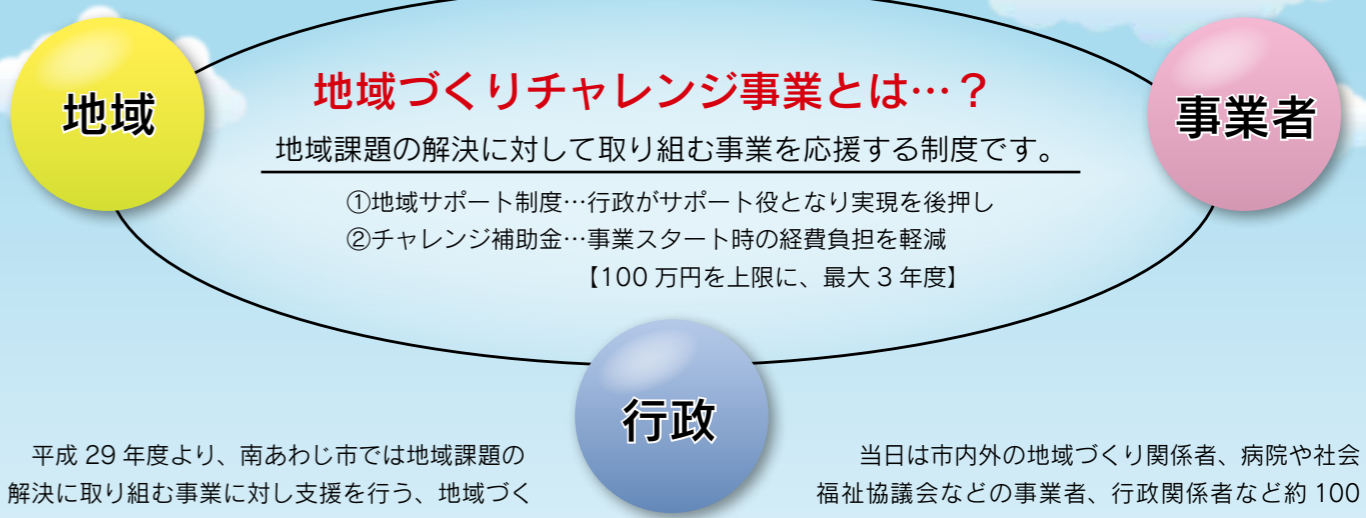 地域
地域づくりチャレンジ事業とは…？
事業者
地域課題の解決に対して取り組む事業を応援する制度です。
①地域サポート制度…行政がサポート役となり実現を後押し
②チャレンジ補助金…事業スタート時の経費負担を軽減
【100 万円を上限に、最大 3 年度】
行政
平成 29 年度より、南あわじ市では地域課題の
解決に取り組む事業に対し支援を行う、地域づく
当日は市内外の地域づくり関係者、病院や社会
福祉協議会などの事業者、行政関係者など約 100